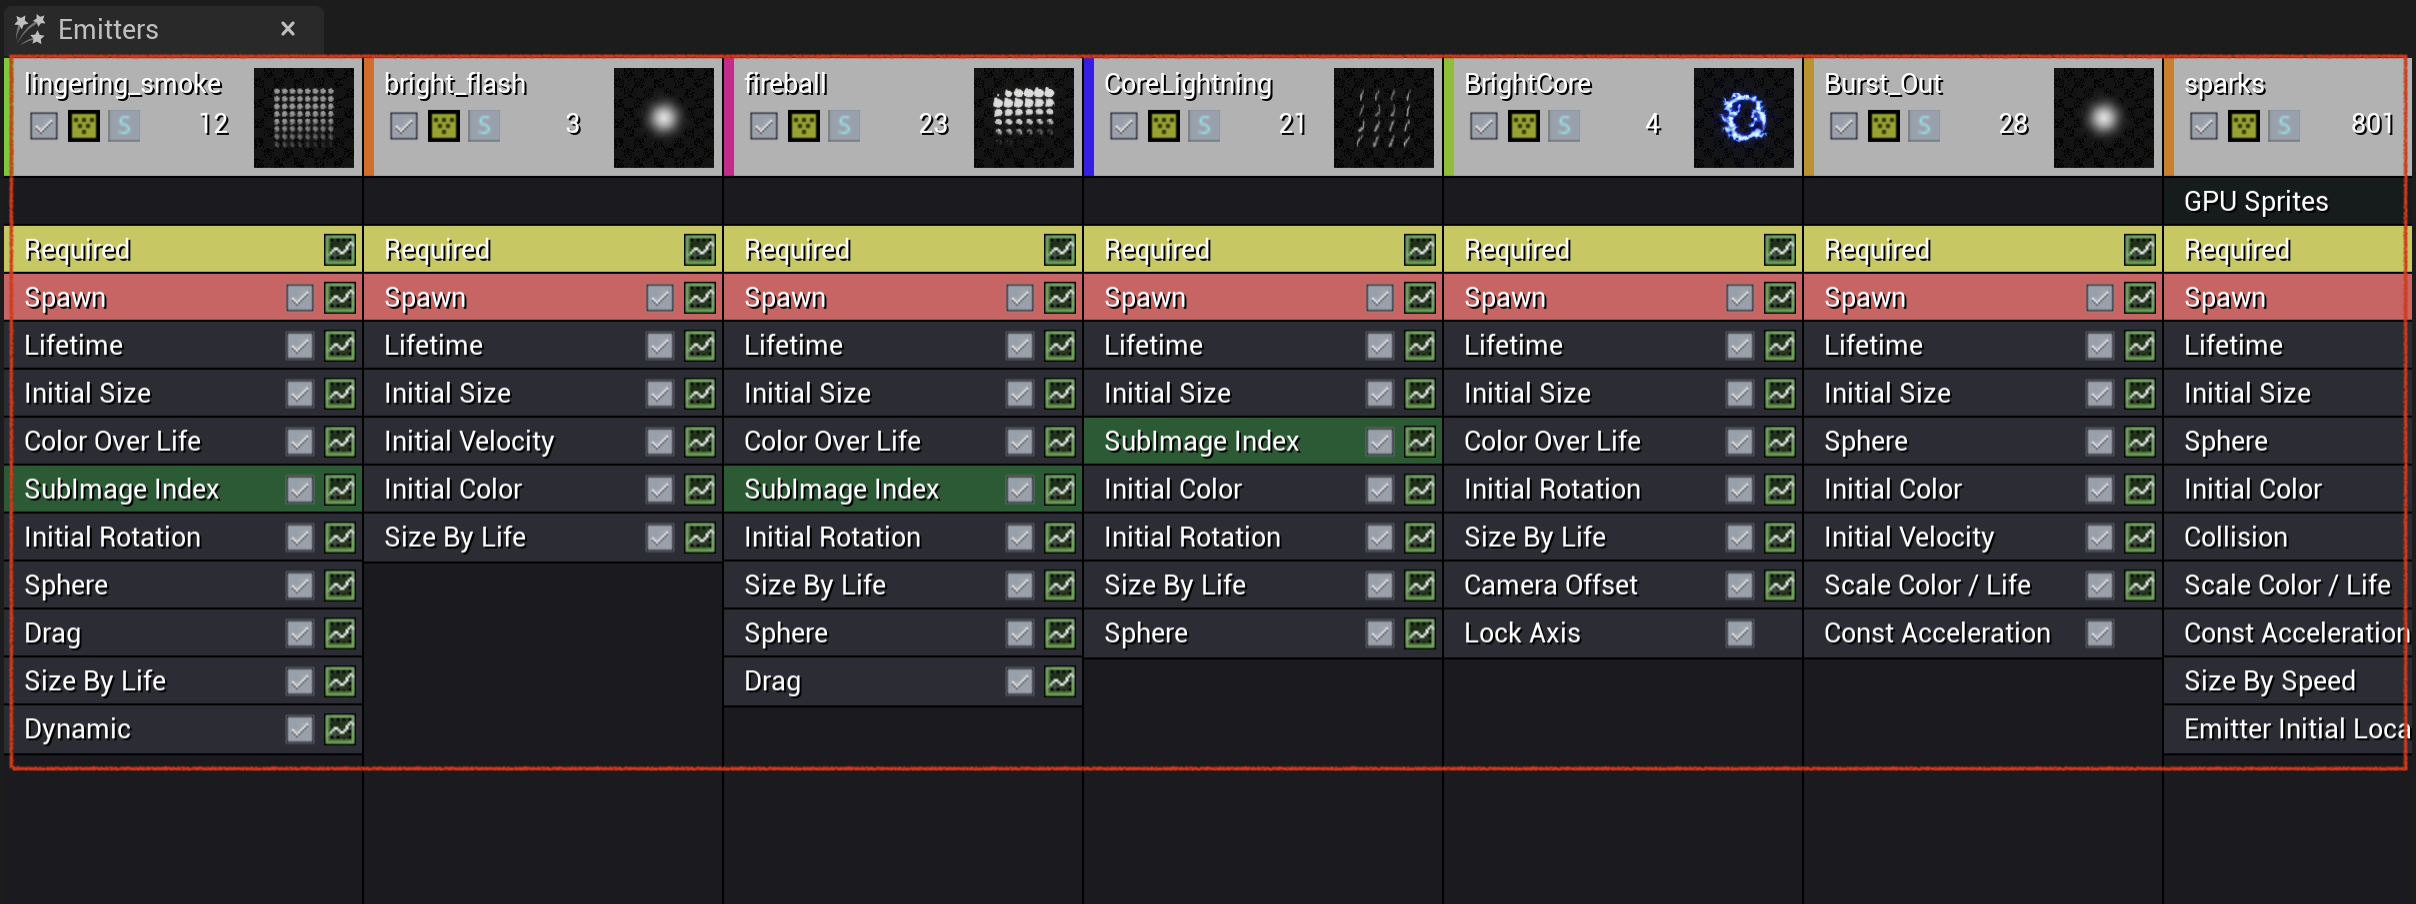 Emitters
lingering_smoke
S 12
bright_flash
S 3
fireball
S 23
CoreLightning
S 21
BrightCore
S 4
Burst_Out
S 28
sparks
S 801
GPU Sprites
Required Required Required Required Required Required Required
Spawn Spawn Spawn Spawn Spawn Spawn Spawn
Lifetime Lifetime Lifetime Lifetime Lifetime Lifetime Lifetime
Initial Size Initial Size Initial Size Initial Size Initial Size Initial Size Initial Size
Color Over Life Initial Velocity Color Over Life SubImage Index Color Over Life Sphere Sphere
SubImage Index Initial Color SubImage Index Initial Color Initial Rotation Initial Color Initial Color
Initial Rotation Size By Life Initial Rotation Initial Rotation Size By Life Initial Velocity Collision
Sphere Size By Life Size By Life Camera Offset Scale Color / Life Scale Color / Life
Drag Sphere Sphere Lock Axis Const Acceleration Const Acceleration
Size By Life Drag Size By Speed
Dynamic Emitter Initial Loca